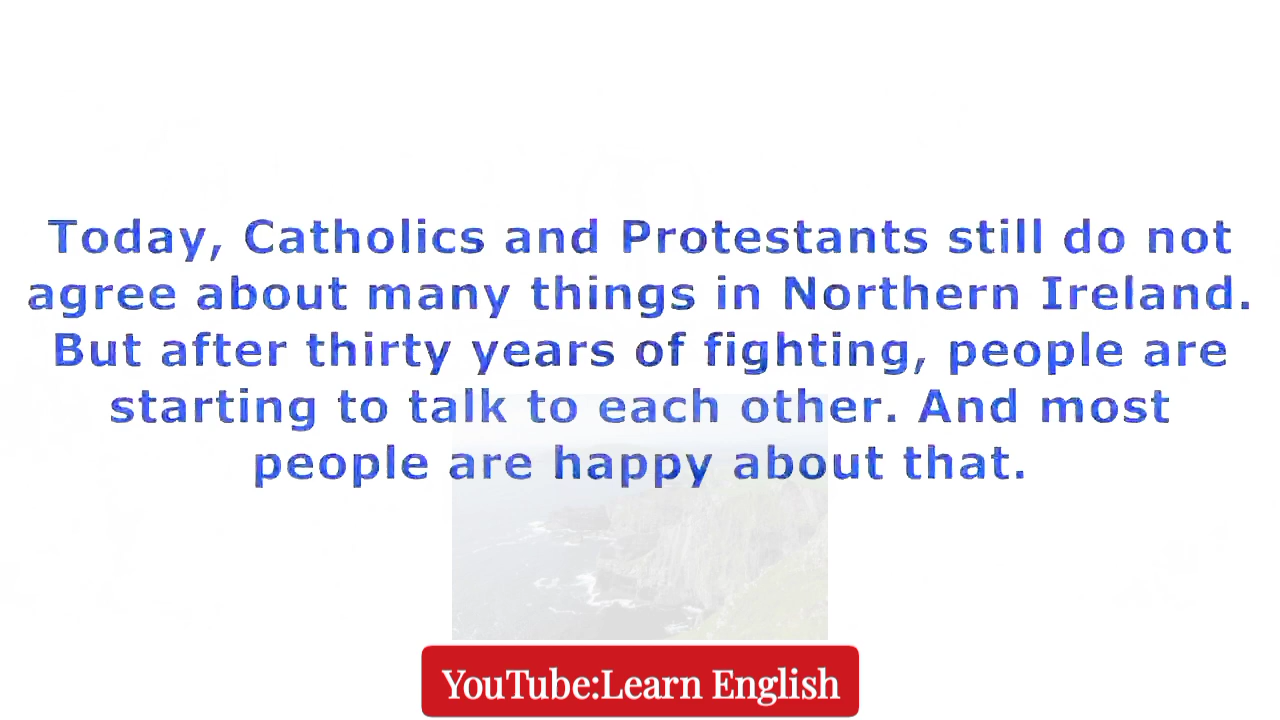 Today, Catholics and Protestants still do not
agree about many things in Northern Ireland.
But after thirty years of fighting, people are
starting to talk to each other. And most
people are happy about that.
YouTube:Learn English